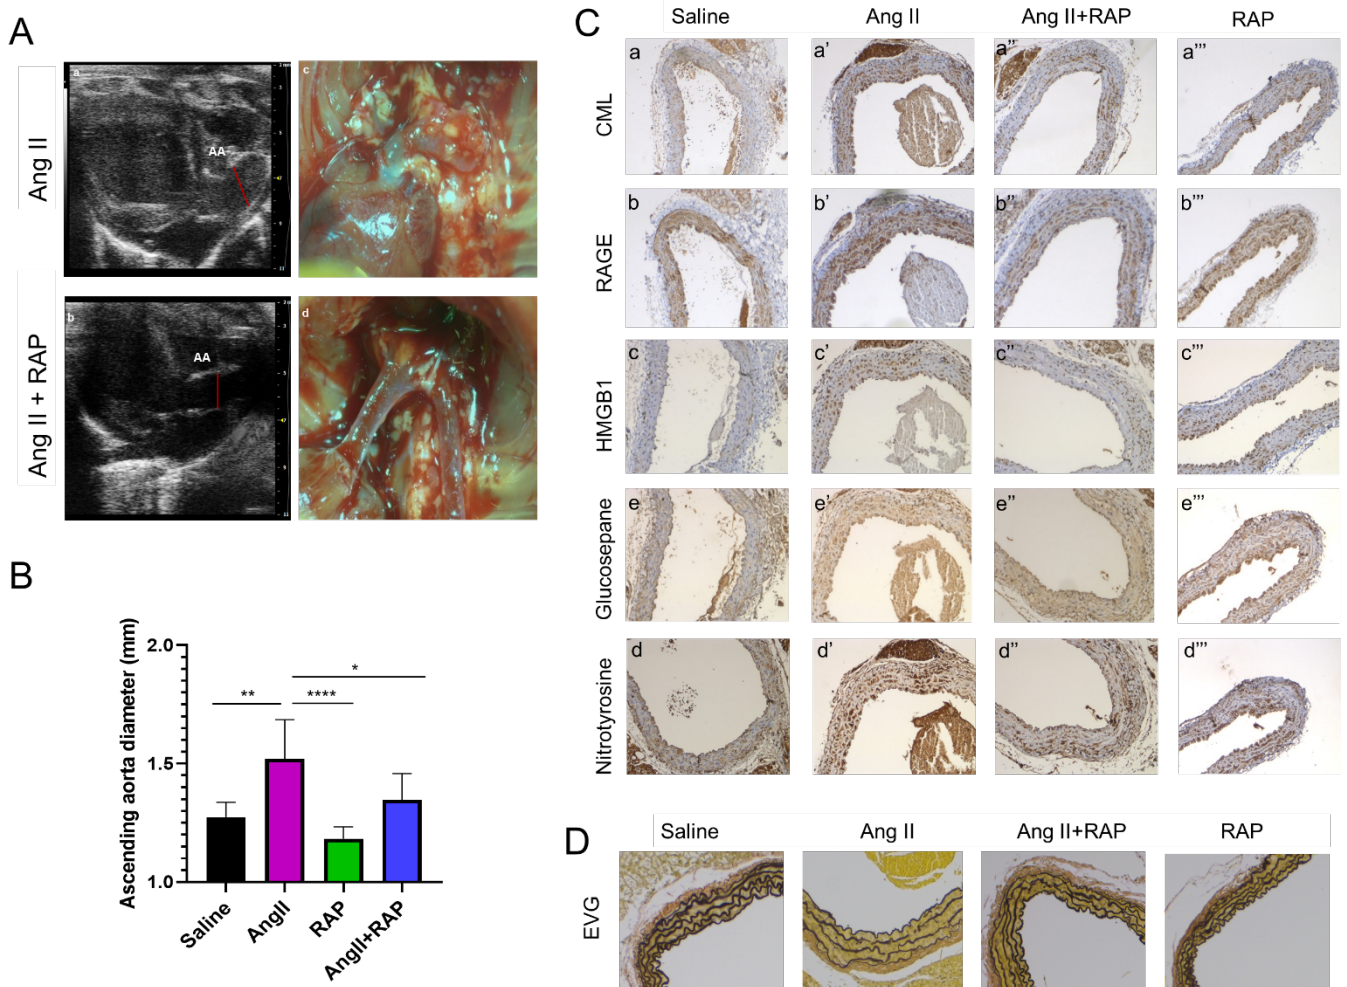 A
Ang II
a
AA
c
Ang II + RAP
b
AA
d
B
Ascending aorta diameter (mm)
2.0
1.5
1.0
**
****
*
Saline
AngII
RAP
AngII+RAP
C
Saline
Ang II
Ang II+RAP
RAP
CML
a
a’
a’’
a’’’
RAGE
b
b’
b’’
b’’’
HMGB1
c
c’
c’’
c’’’
Glucosepane
e
e’
e’’
e’’’
Nitrotyrosine
d
d’
d’’
d’’’
D
Saline
Ang II
Ang II+RAP
RAP
EVG